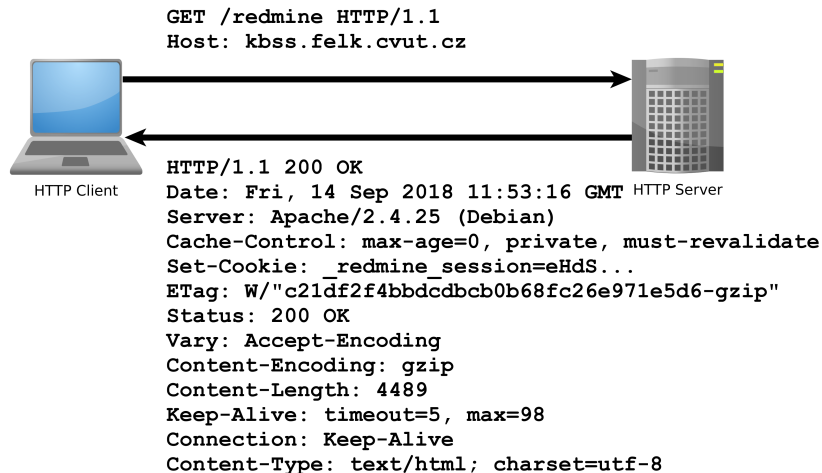 GET /redmine HTTP/1.1
Host: kbss.felk.cvut.cz
HTTP Client
HTTP Server
HTTP/1.1 200 OK
Date: Fri, 14 Sep 2018 11:53:16 GMT
Server: Apache/2.4.25 (Debian)
Cache-Control: max-age=0, private, must-revalidate
Set-Cookie: _redmine_session=eHdS...
ETag: W/"c21df2f4bbdcdbcb0b68fc26e971e5d6-gzip"
Status: 200 OK
Vary: Accept-Encoding
Content-Encoding: gzip
Content-Length: 4489
Keep-Alive: timeout=5, max=98
Connection: Keep-Alive
Content-Type: text/html; charset=utf-8